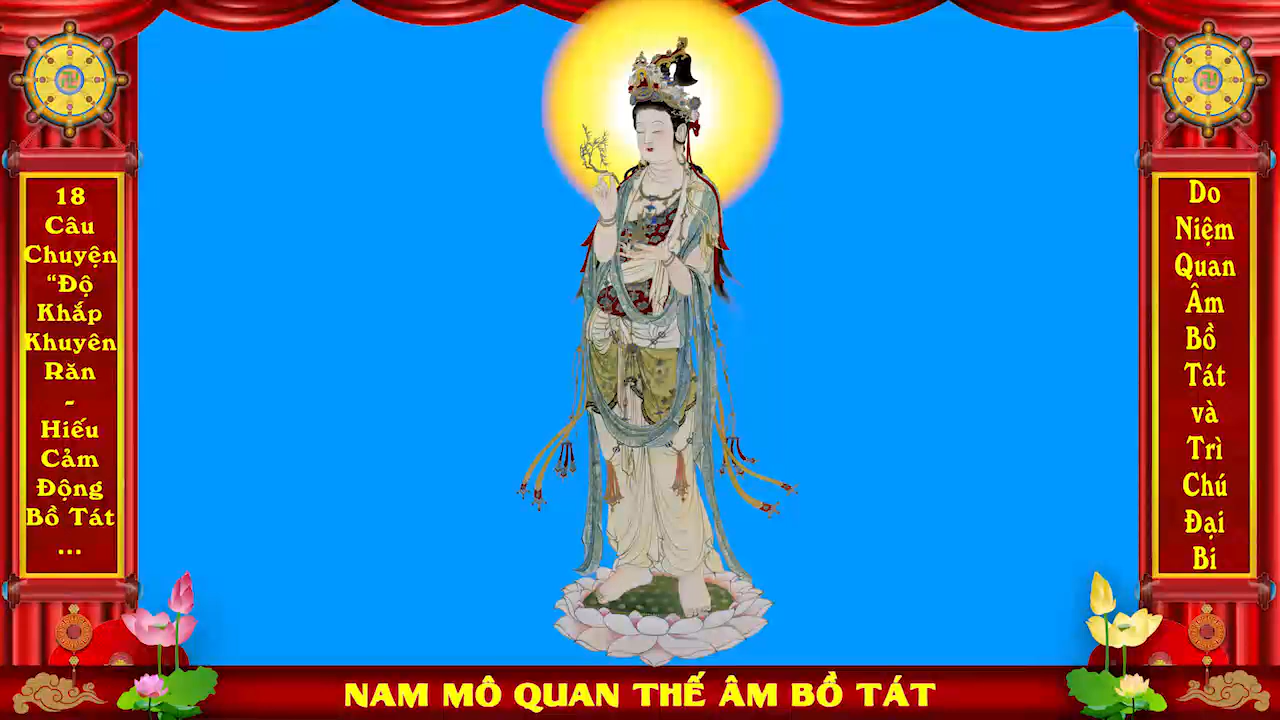 18
Câu
Chuyện
“Độ
Khắp
Khuyên
Răn
-
Hiếu
Cảm
Động
Bồ Tát
...
Do
Niệm
Quan
Âm
Bồ
Tát
và
Trì
Chú
Đại
Bi
NAM MÔ QUAN THẾ ÂM BỒ TÁT